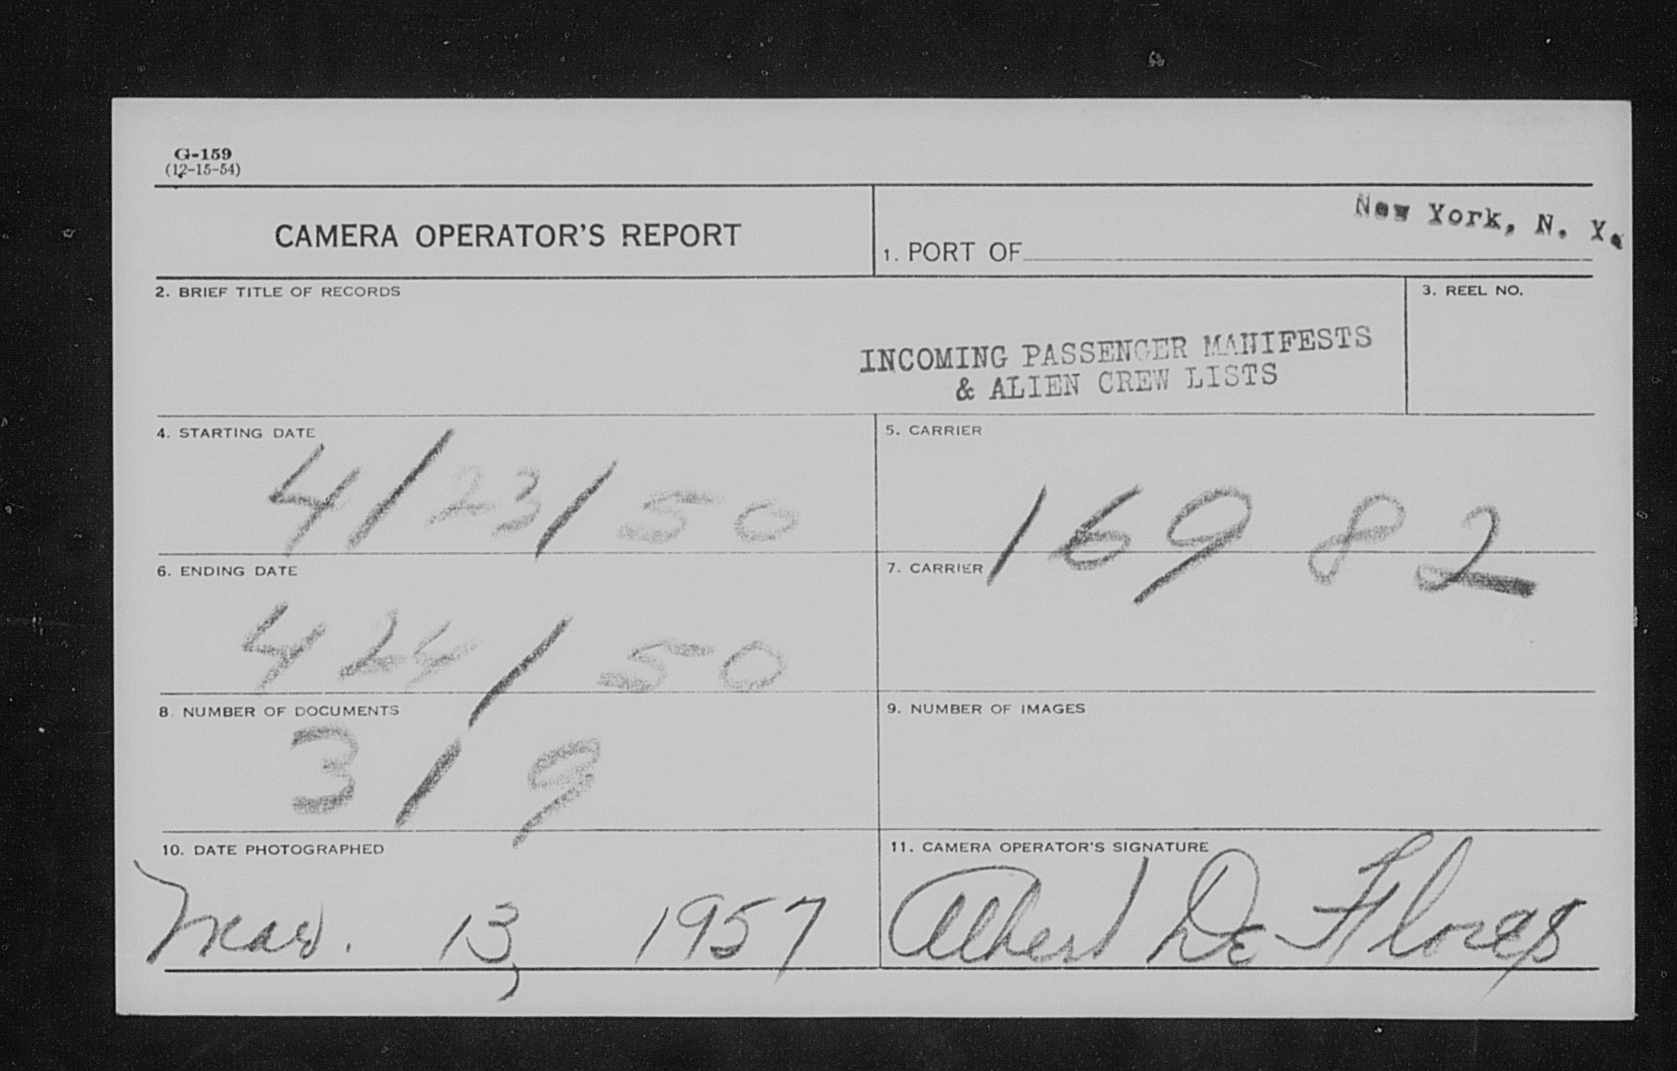 G-159
(12-15-54)
CAMERA OPERATOR'S REPORT
1. PORT OF New York, N. Y.
2. BRIEF TITLE OF RECORDS
INCOMING PASSENGER MANIFESTS
& ALIEN CREW LISTS
3. REEL NO.
4. STARTING DATE
4/23/50
5. CARRIER
16982
6. ENDING DATE
4 24/50
7. CARRIER
8. NUMBER OF DOCUMENTS
319
9. NUMBER OF IMAGES
10. DATE PHOTOGRAPHED
Mar. 13, 1957
11. CAMERA OPERATOR'S SIGNATURE
Albert De Flores